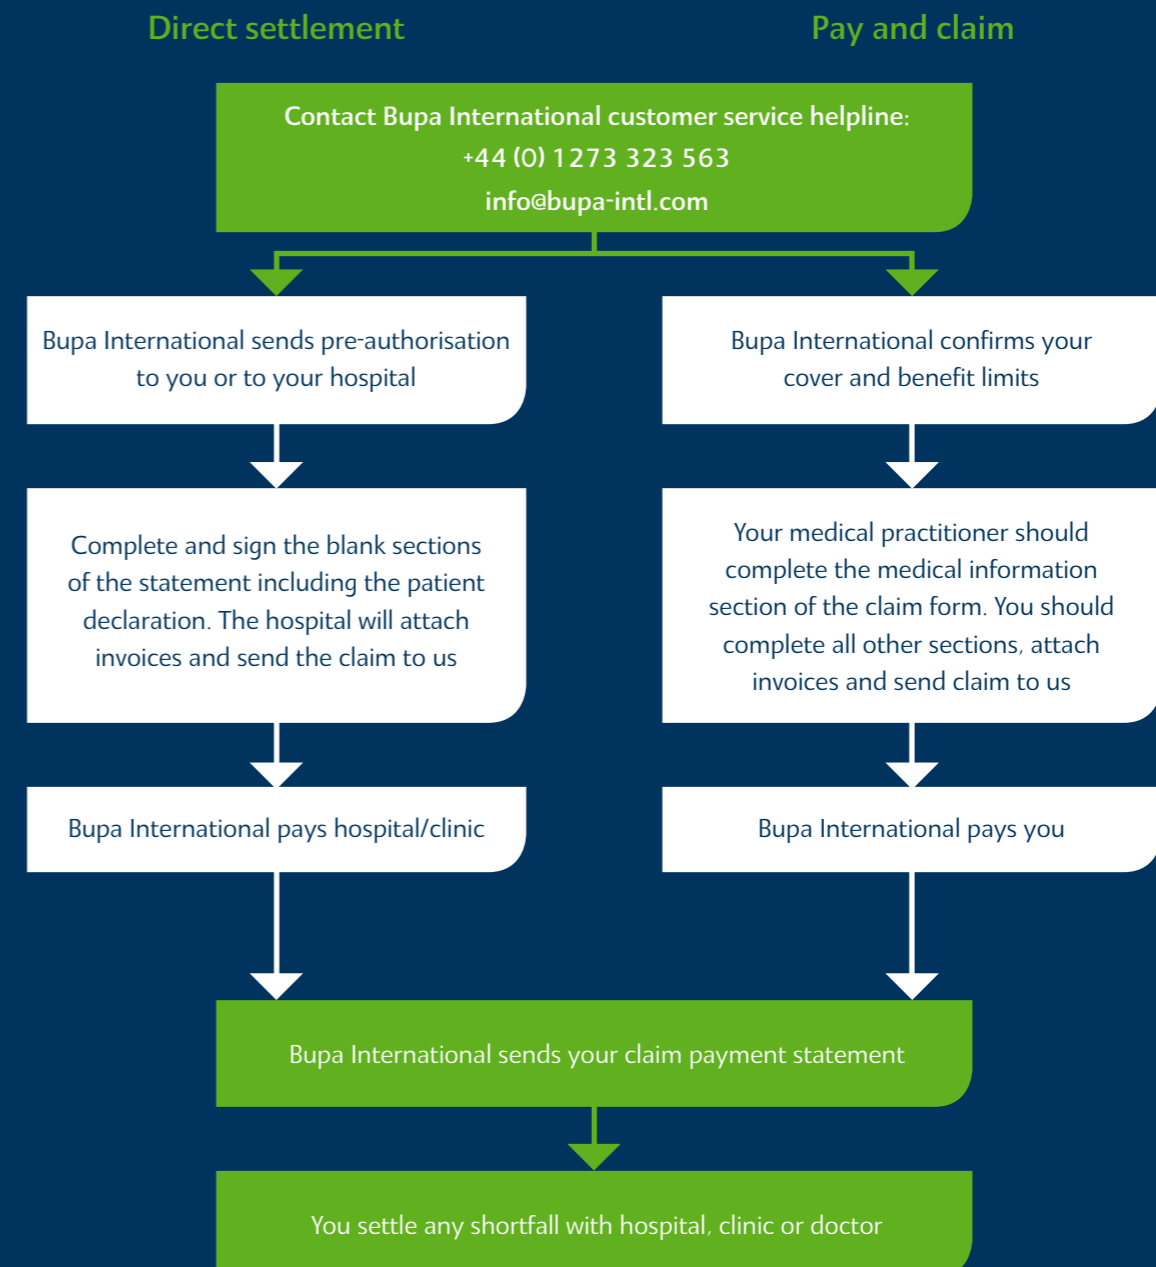 Direct settlement
Pay and claim
Contact Bupa International customer service helpline:
+44 (0) 1273 323 563
info@bupa-intl.com
Bupa International sends pre-authorisation
to you or to your hospital
Bupa International confirms your
cover and benefit limits
Complete and sign the blank sections
of the statement including the patient
declaration. The hospital will attach
invoices and send the claim to us
Your medical practitioner should
complete the medical information
section of the claim form. You should
complete all other sections, attach
invoices and send claim to us
Bupa International pays hospital/clinic
Bupa International pays you
Bupa International sends your claim payment statement
You settle any shortfall with hospital, clinic or doctor